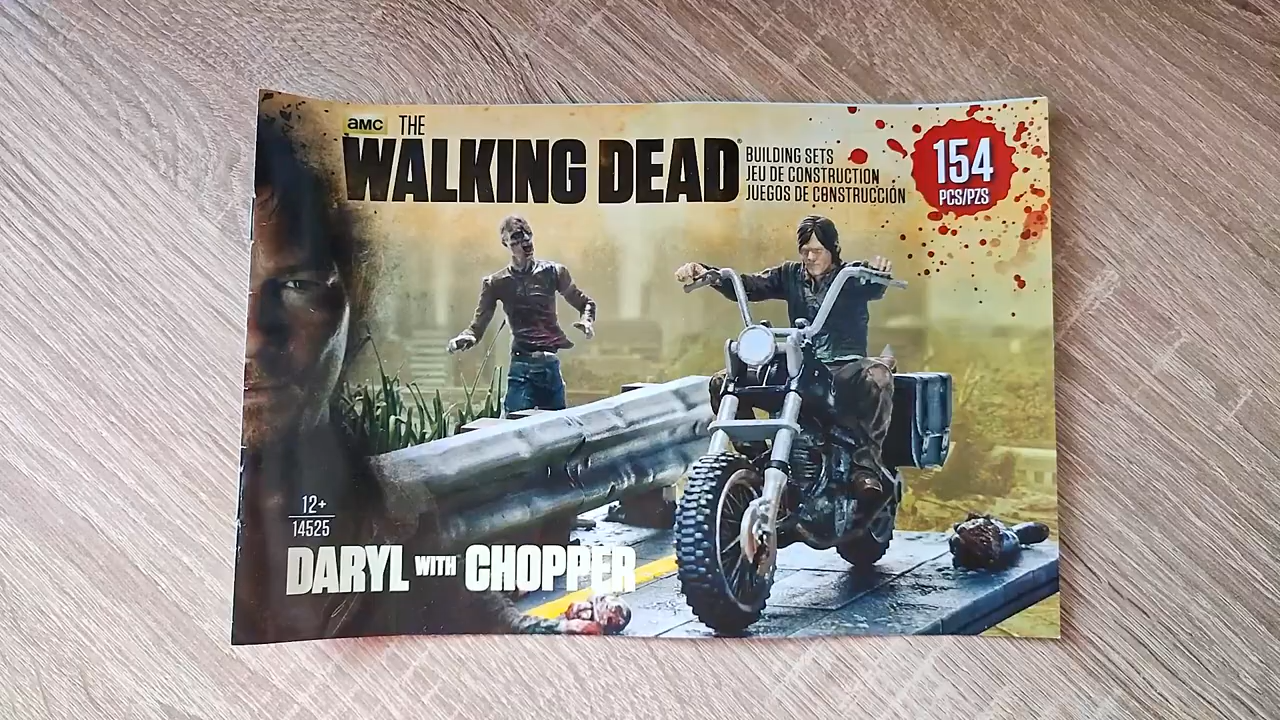 aMC THE
WALKING DEAD®
BUILDING SETS
JEU DE CONSTRUCTION
JUEGOS DE CONSTRUCCIÓN
154
PCS/PZS
12+
14525
DARYL WITH CHOPPER